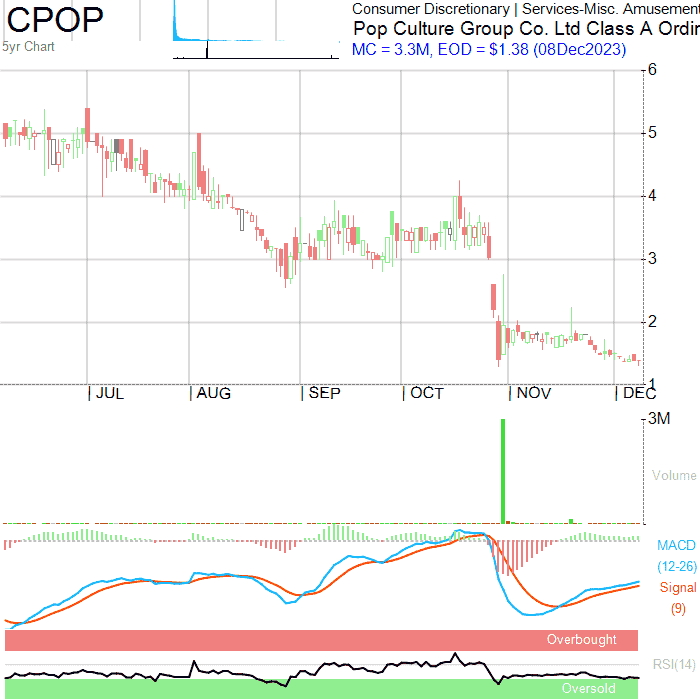 CPOP
5yr Chart
Consumer Discretionary | Services-Misc. Amusement
Pop Culture Group Co. Ltd Class A Ordin
MC = 3.3M, EOD = $1.38 (08Dec2023)
6
5
4
3
2
1
JUL
AUG
SEP
OCT
NOV
DEC
3M
Volume
MACD
(12-26)
Signal
(9)
Overbought
RSI(14)
Oversold